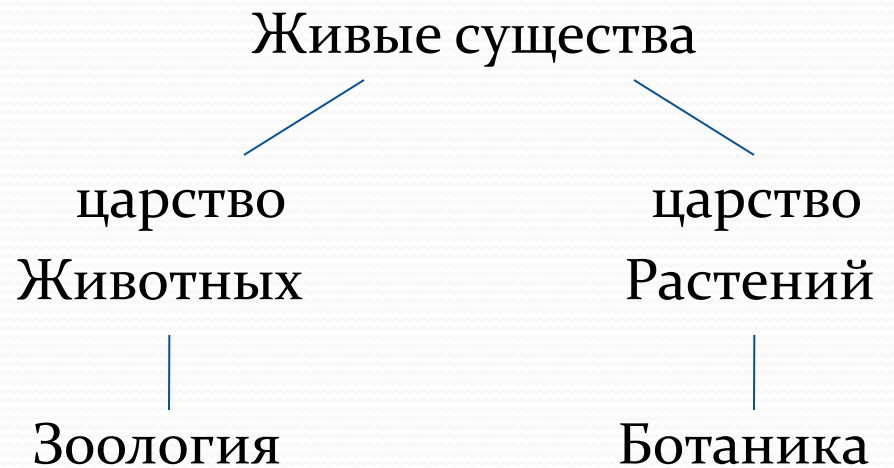 Живые существа
царство
Животных
царство
Растений
Зоология
Ботаника